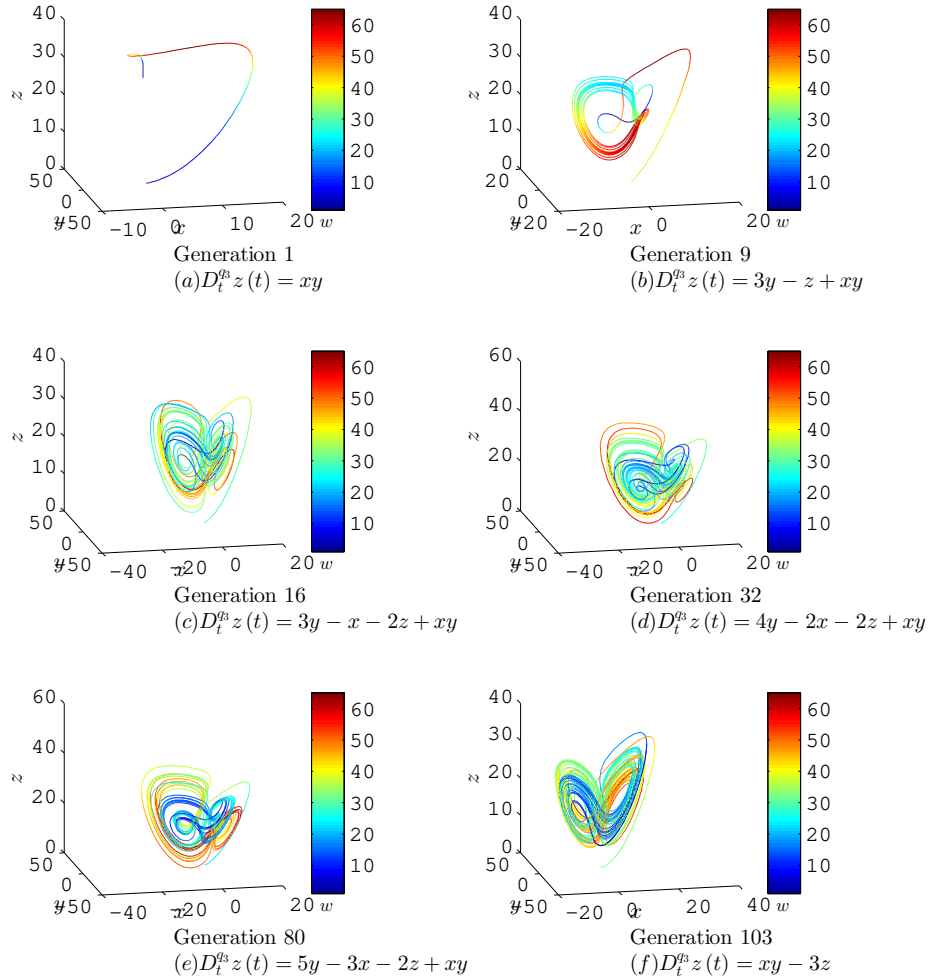 40
30
20
10
0
z
50
0
-50
y
-10
0
10
20
x
w
60
50
40
30
20
10
Generation 1
(a)D_t^{q_3} z (t) = xy
40
30
20
10
0
z
20
0
-20
y
-20
0
20
x
w
60
50
40
30
20
10
Generation 9
(b)D_t^{q_3} z (t) = 3y − z + xy
40
30
20
10
0
z
50
0
-50
y
-40
-20
0
20
x
w
60
50
40
30
20
10
Generation 16
(c)D_t^{q_3} z (t) = 3y − x − 2z + xy
60
40
20
0
z
50
0
-50
y
-40
-20
0
20
x
w
60
50
40
30
20
10
Generation 32
(d)D_t^{q_3} z (t) = 4y − 2x − 2z + xy
60
40
20
0
z
50
0
-50
y
-40
-20
0
20
x
w
60
50
40
30
20
10
Generation 80
(e)D_t^{q_3} z (t) = 5y − 3x − 2z + xy
40
30
20
10
0
z
50
0
-50
y
-20
0
20
40
x
w
60
50
40
30
20
10
Generation 103
(f)D_t^{q_3} z (t) = xy − 3z